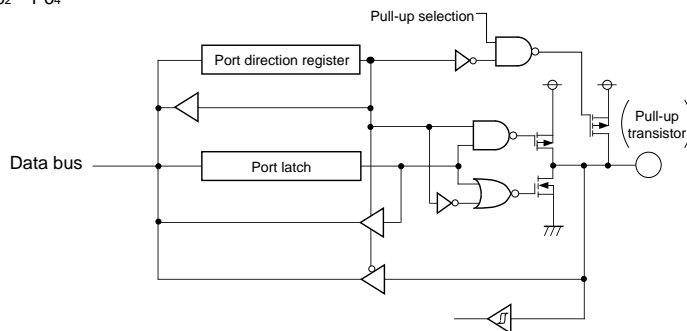 Pull-up selection
Port direction register
Pull-up
transistor
Data bus
Port latch